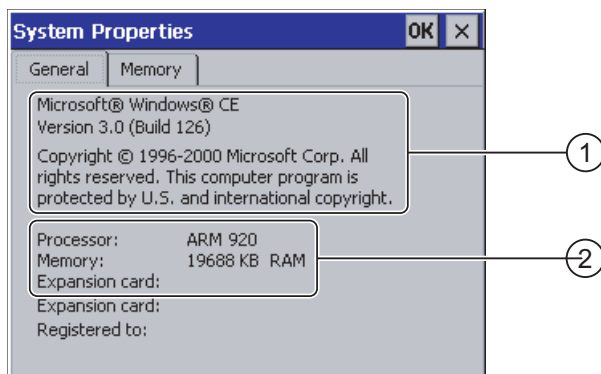 System Properties OK ×
General Memory
Microsoft® Windows® CE
Version 3.0 (Build 126)
Copyright © 1996-2000 Microsoft Corp. All
rights reserved. This computer program is
protected by U.S. and international copyright.
1
Processor: ARM 920
Memory: 19688 KB RAM
Expansion card:
2
Expansion card:
Registered to: